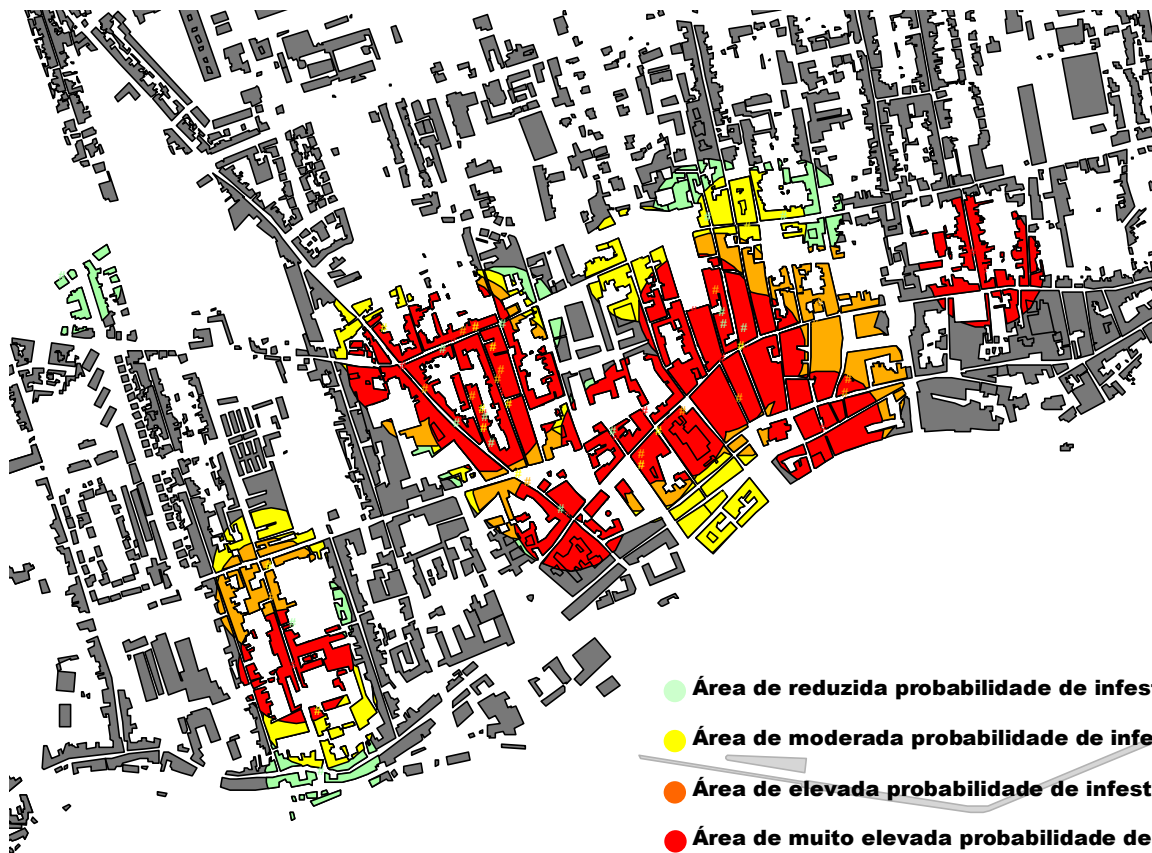 Área de reduzida probabilidade de infest
Área de moderada probabilidade de infe
Área de elevada probabilidade de infest
Área de muito elevada probabilidade de